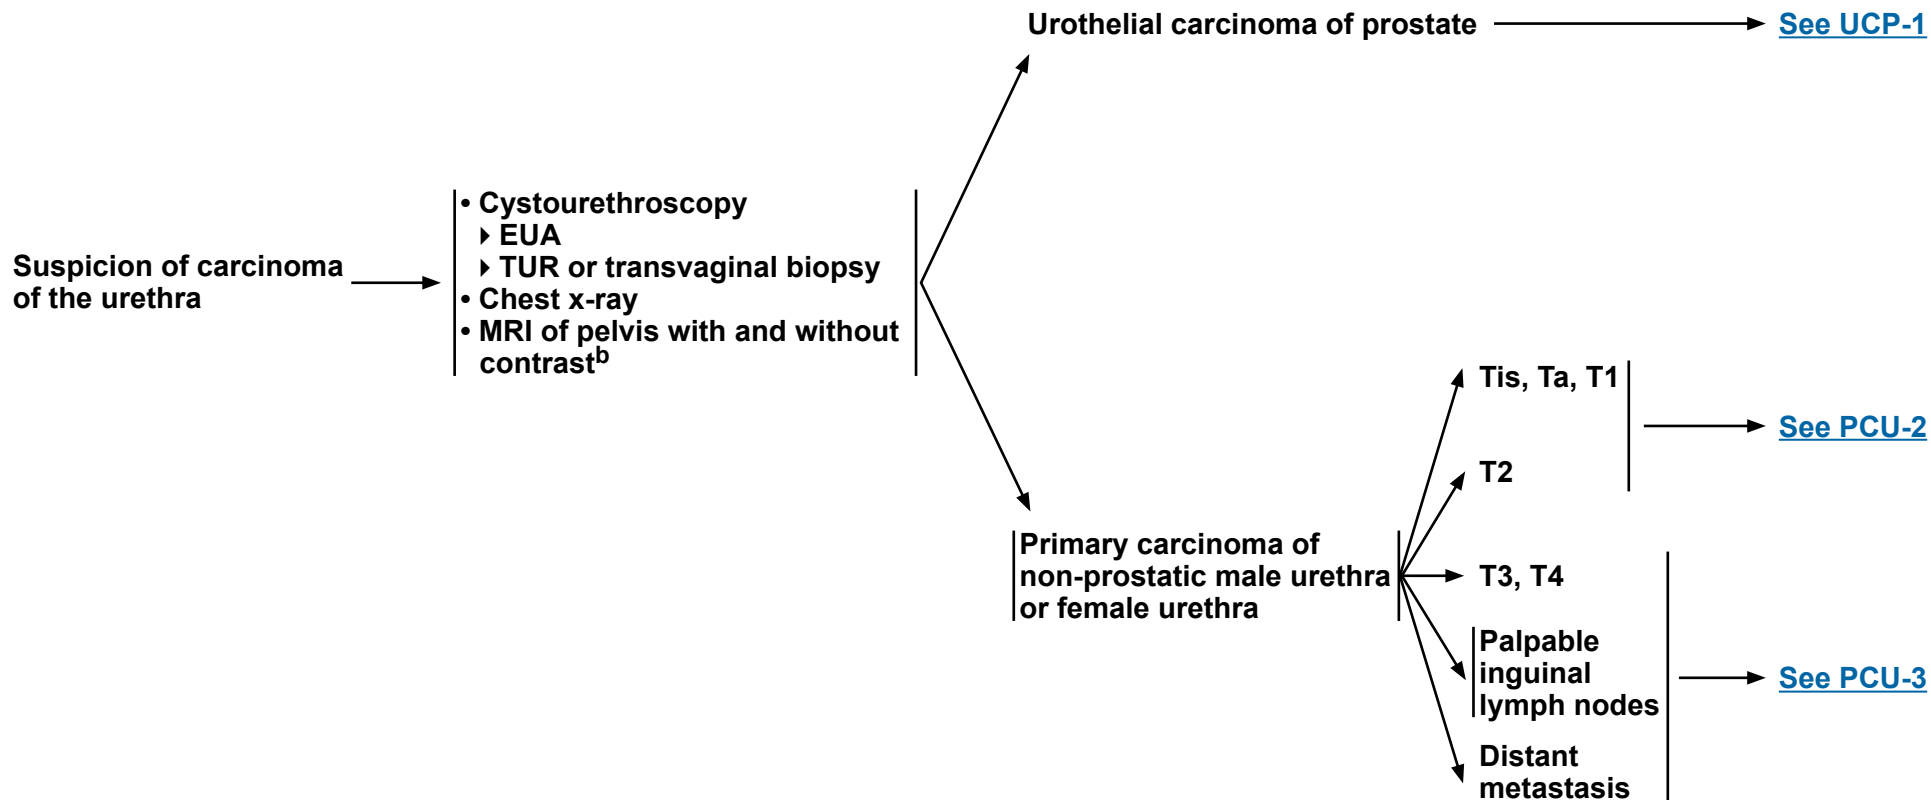 Suspicion of carcinoma
of the urethra
• Cystourethroscopy
▸ EUA
▸ TUR or transvaginal biopsy
• Chest x-ray
• MRI of pelvis with and without
contrastᵇ
Urothelial carcinoma of prostate
See UCP-1
Primary carcinoma of
non-prostatic male urethra
or female urethra
Tis, Ta, T1
T2
See PCU-2
T3, T4
Palpable
inguinal
lymph nodes
Distant
metastasis
See PCU-3